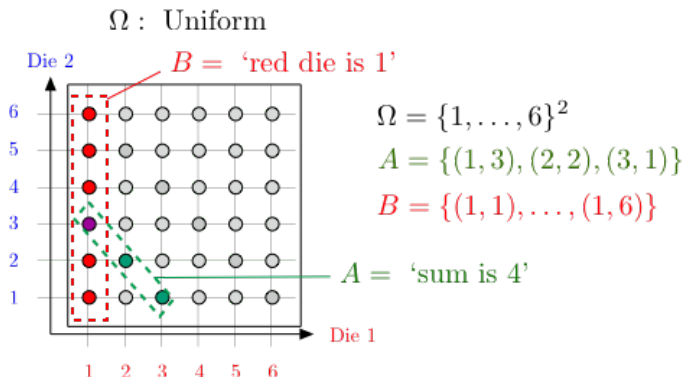 Ω : Uniform
Die 2
B = ‘red die is 1’
6
5
4
3
2
1
Ω = {1, . . . , 6}²
A = {(1, 3), (2, 2), (3, 1)}
B = {(1, 1), . . . , (1, 6)}
A = ‘sum is 4’
Die 1
1 2 3 4 5 6